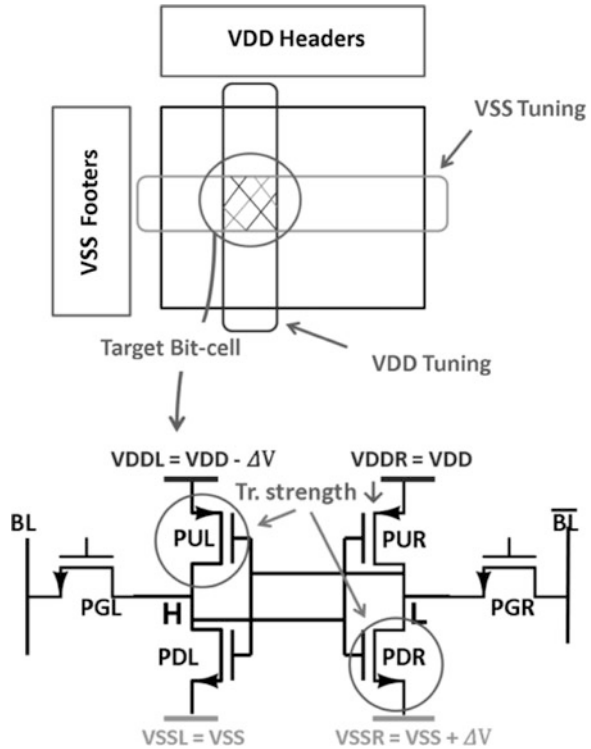 VDD Headers
VSS Tuning
VSS Footers
Target Bit-cell
VDD Tuning
VDDL = VDD - ΔV
VDDR = VDD
Tr. strength ↓
BL
B̅L̅
PUL
PUR
PGL
H
L
PGR
PDL
PDR
VSSL = VSS
VSSR = VSS + ΔV